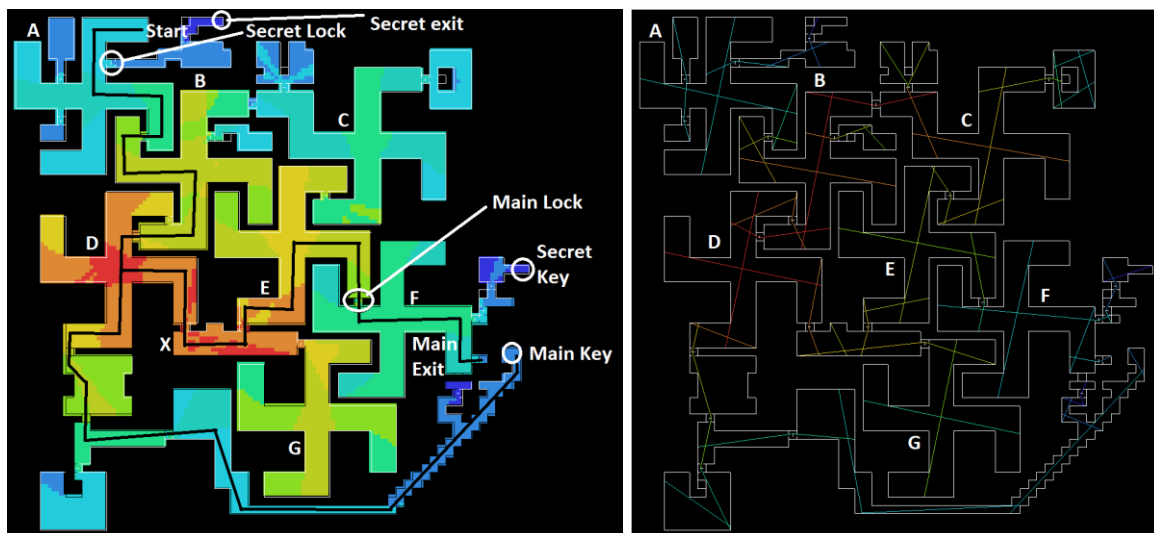 A
Start
Secret exit
Secret Lock
B
C
Main Lock
D
Secret
Key
E
F
X
Main
Exit
Main Key
G
A
B
C
D
E
F
G